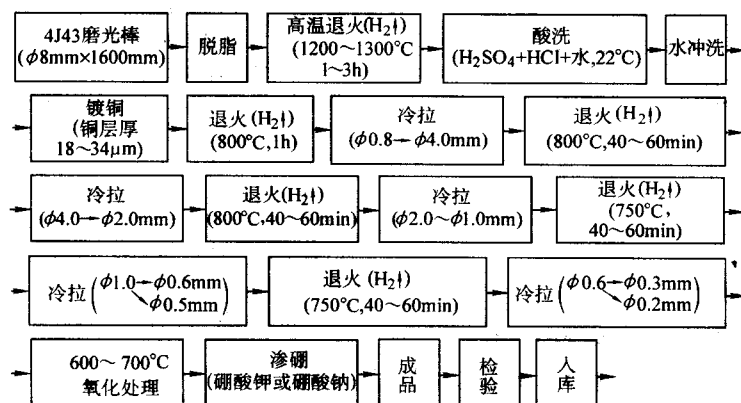 4J43磨光棒
(φ8mm×1600mm)
脱脂
高温退火(H₂↑)
(1200～1300°C
1～3h)
酸洗
(H₂SO₄+HCl+水,22°C)
水冲洗
镀铜
(铜层厚
18～34μm)
退火(H₂↑)
(800°C,1h)
冷拉
(φ0.8→φ4.0mm)
退火(H₂↑)
(800°C,40～60min)
冷拉
(φ4.0→φ2.0mm)
退火(H₂↑)
(800°C,40～60min)
冷拉
(φ2.0～φ1.0mm)
退火(H₂↑)
(750°C,
40～60min)
冷拉(φ1.0→φ0.6mm
φ0.5mm)
退火(H₂↑)
(750°C,40～60min)
冷拉(φ0.6→φ0.3mm
φ0.2mm)
600～700°C
氧化处理
渗硼
(硼酸钾或硼酸钠)
成品
检验
入库